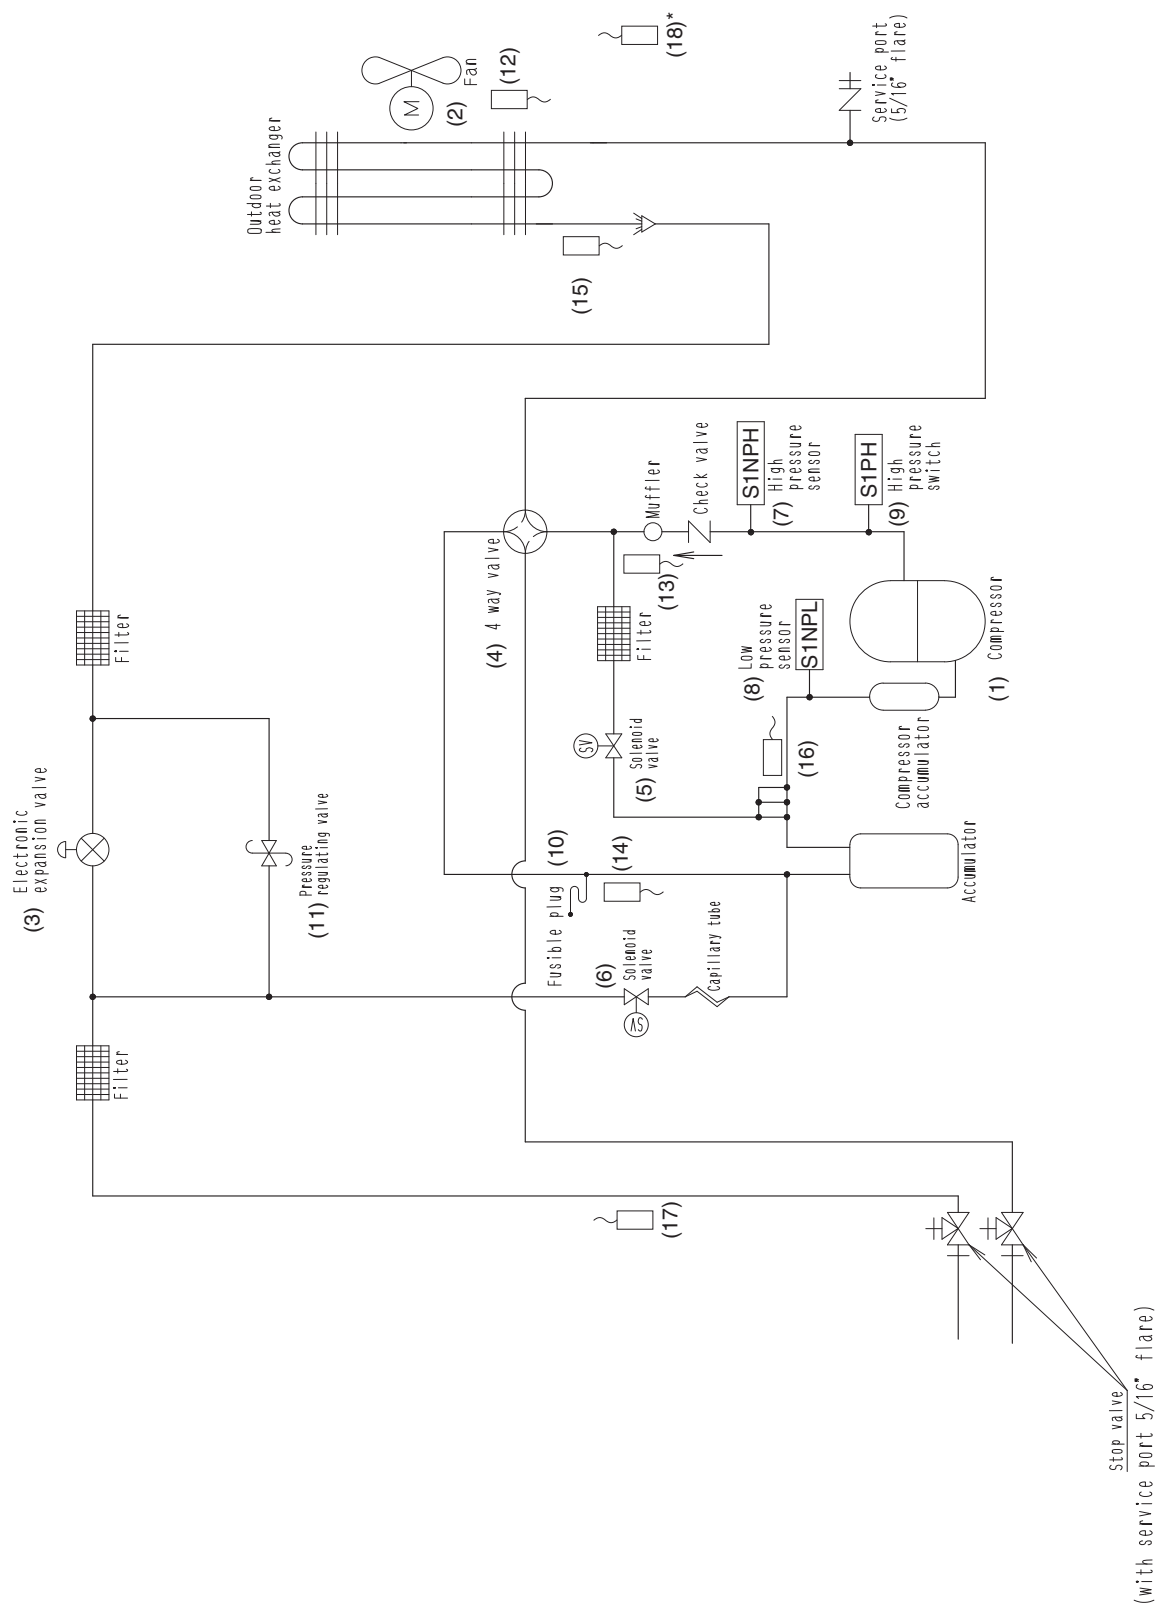 (18)*
(12)
Fan
(2)
M
Service port
(5/16" flare)
Outdoor
heat exchanger
(15)
Filter
(4) 4 way valve
Muffler
Check valve
S1NPH
(7) High
pressure
sensor
S1PH
(9) High
pressure
switch
(13)
Filter
(8) Low
pressure
sensor
S1NPL
(1) Compressor
Compressor
accumulator
(16)
SV
(5) Solenoid
valve
(3) Electronic
expansion valve
(11) Pressure
regulating valve
(10)
Fusible plug
(14)
Accumulator
(6) Solenoid
valve
SV
Capillary tube
Filter
(17)
Stop valve
(with service port 5/16" flare)